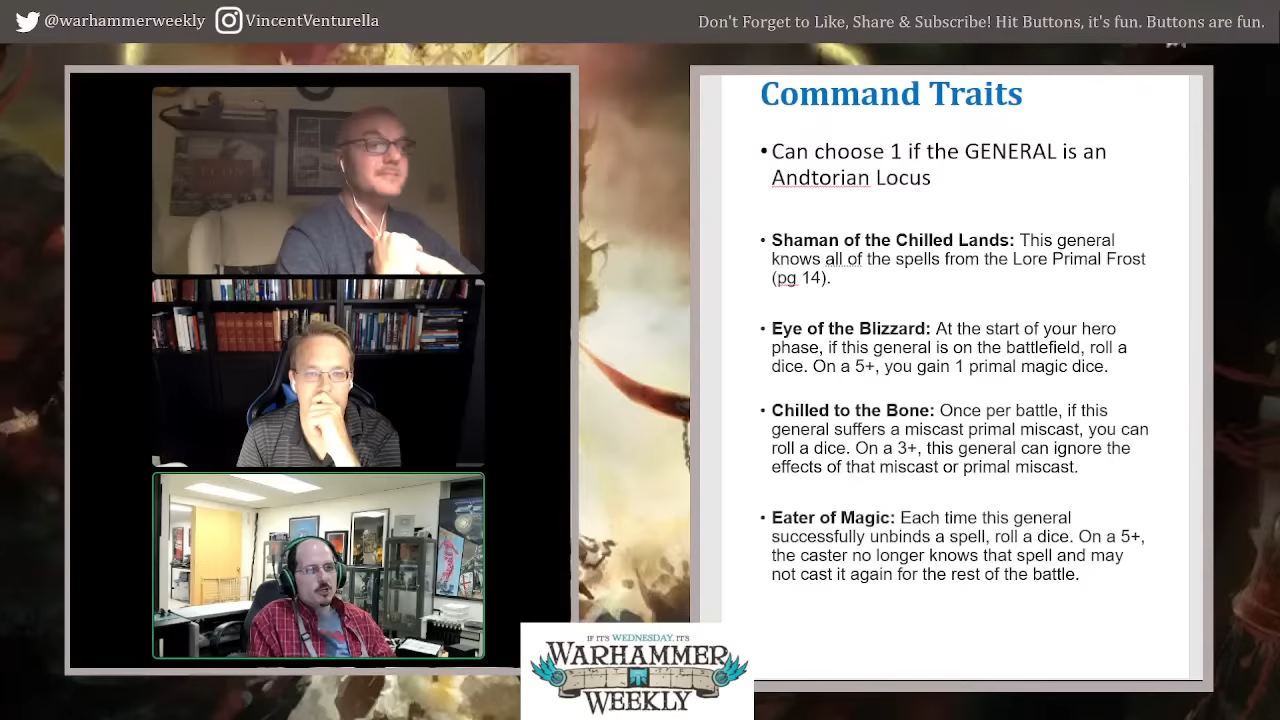 @warhammerweekly VincentVenturella
Don't Forget to Like, Share & Subscribe! Hit Buttons, it's fun. Buttons are fun.
Command Traits
• Can choose 1 if the GENERAL is an
Andtorian Locus
• Shaman of the Chilled Lands: This general
knows all of the spells from the Lore Primal Frost
(pg 14).
• Eye of the Blizzard: At the start of your hero
phase, if this general is on the battlefield, roll a
dice. On a 5+, you gain 1 primal magic dice.
• Chilled to the Bone: Once per battle, if this
general suffers a miscast primal miscast, you can
roll a dice. On a 3+, this general can ignore the
effects of that miscast or primal miscast.
• Eater of Magic: Each time this general
successfully unbinds a spell, roll a dice. On a 5+,
the caster no longer knows that spell and may
not cast it again for the rest of the battle.
IF IT'S WEDNESDAY, IT'S
WARHAMMER
WEEKLY